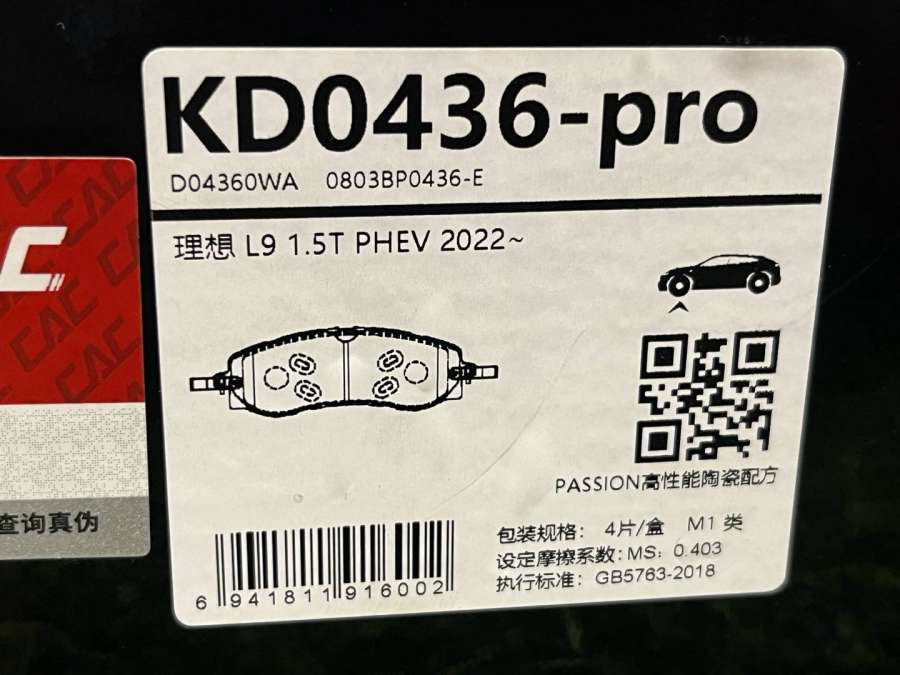 KD0436-pro
D04360WA 0803BP0436-E
理想 L9 1.5T PHEV 2022~
PASSION高性能陶瓷配方
包装规格: 4片/盒 M1 类
设定摩擦系数: MS: 0.403
执行标准: GB5763-2018
6 941811 916002
CAC
查询真伪